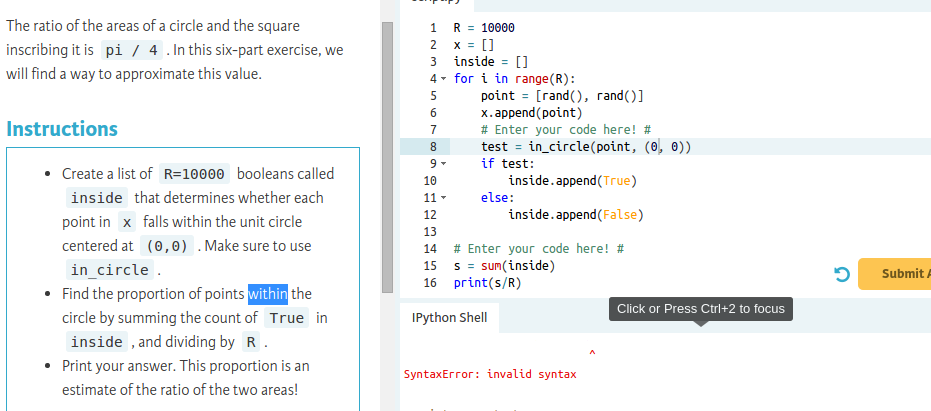 The ratio of the areas of a circle and the square
inscribing it is pi / 4 . In this six-part exercise, we
will find a way to approximate this value.
Instructions
• Create a list of R=10000 booleans called
inside that determines whether each
point in x falls within the unit circle
centered at (0,0) . Make sure to use
in_circle .
• Find the proportion of points within the
circle by summing the count of True in
inside , and dividing by R .
• Print your answer. This proportion is an
estimate of the ratio of the two areas!
1 R = 10000
2 x = []
3 inside = []
4 for i in range(R):
5 point = [rand(), rand()]
6 x.append(point)
7 # Enter your code here! #
8 test = in_circle(point, (0, 0))
9 if test:
10 inside.append(True)
11 else:
12 inside.append(False)
13
14 # Enter your code here! #
15 s = sum(inside)
16 print(s/R)
Submit A
Click or Press Ctrl+2 to focus
IPython Shell
^
SyntaxError: invalid syntax